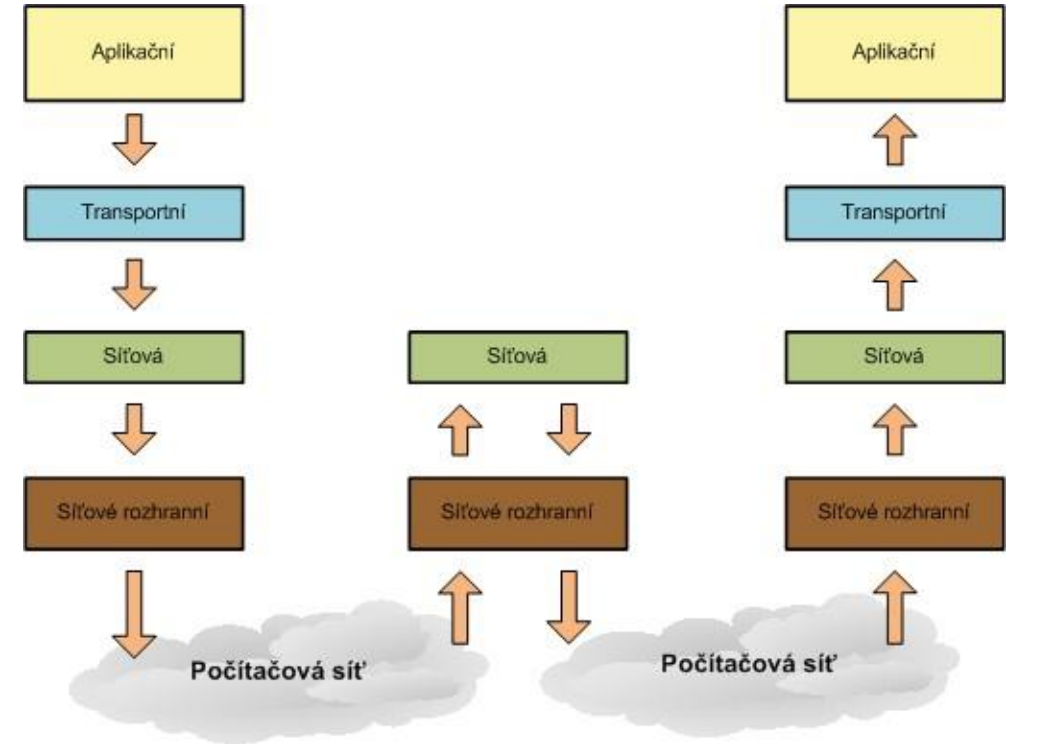 Aplikační
Aplikační
Transportní
Transportní
Síťová
Síťová
Síťová
Síťové rozhranní
Síťové rozhranní
Síťové rozhranní
Počítačová síť
Počítačová síť